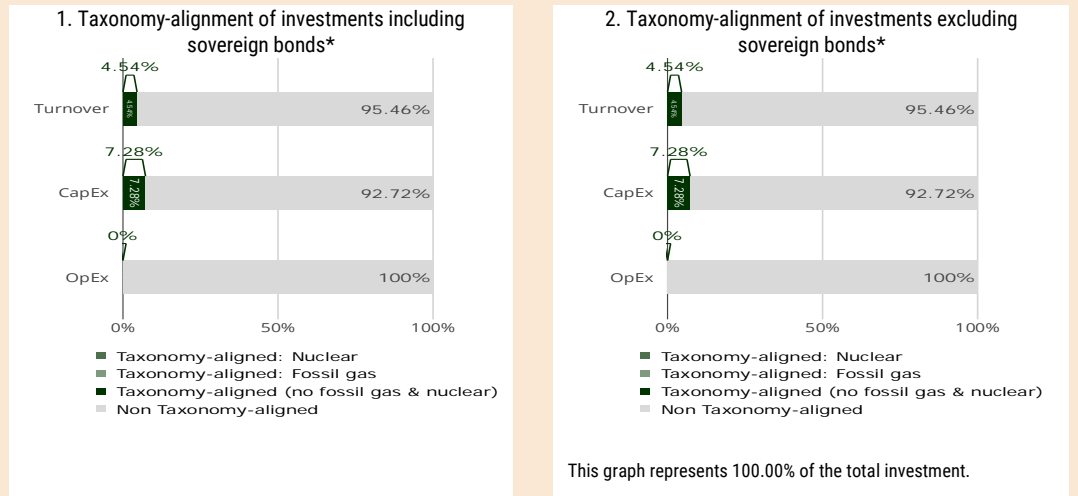 1. Taxonomy-alignment of investments including
sovereign bonds*
4.54%
Turnover
4.54%
95.46%
7.28%
CapEx
7.28%
92.72%
0%
OpEx
100%
0%
50%
100%
Taxonomy-aligned: Nuclear
Taxonomy-aligned: Fossil gas
Taxonomy-aligned (no fossil gas & nuclear)
Non Taxonomy-aligned
2. Taxonomy-alignment of investments excluding
sovereign bonds*
4.54%
Turnover
4.54%
95.46%
7.28%
CapEx
7.28%
92.72%
0%
OpEx
100%
0%
50%
100%
Taxonomy-aligned: Nuclear
Taxonomy-aligned: Fossil gas
Taxonomy-aligned (no fossil gas & nuclear)
Non Taxonomy-aligned
This graph represents 100.00% of the total investment.